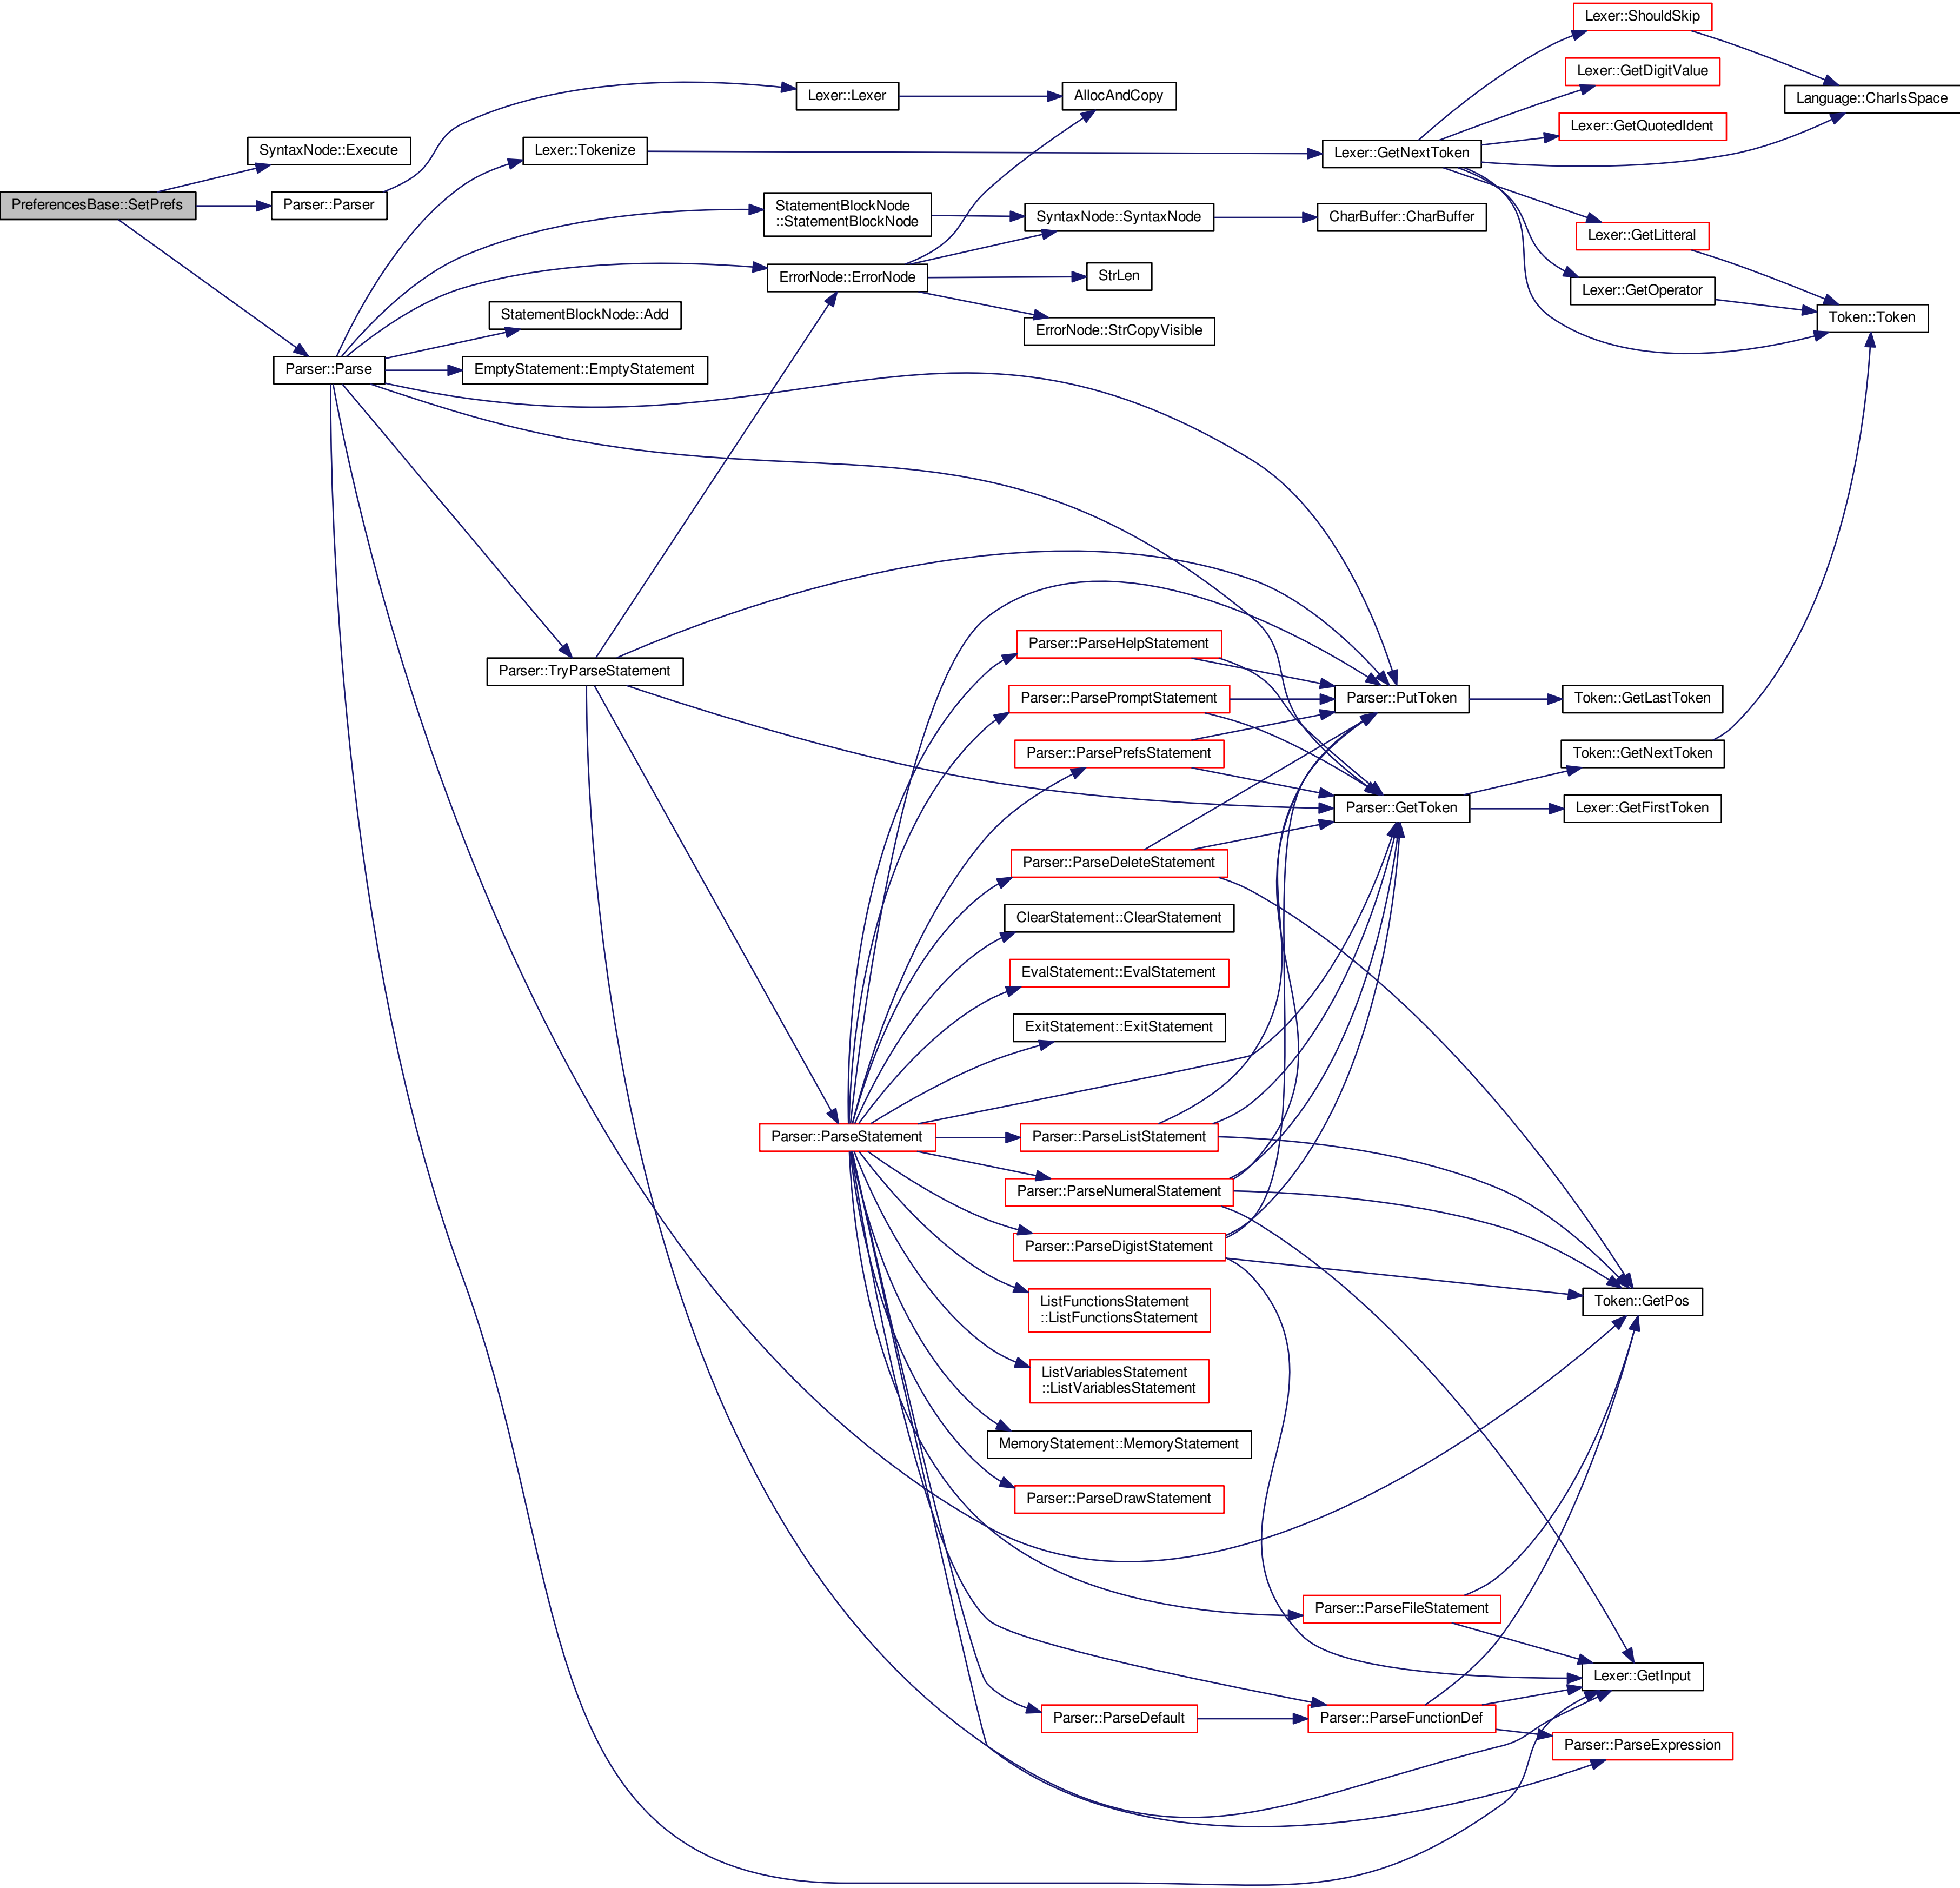 PreferencesBase::SetPrefs
SyntaxNode::Execute
Parser::Parser
Parser::Parse
Lexer::Lexer
Lexer::Tokenize
StatementBlockNode
::StatementBlockNode
ErrorNode::ErrorNode
StatementBlockNode::Add
EmptyStatement::EmptyStatement
Parser::TryParseStatement
Parser::ParseStatement
AllocAndCopy
SyntaxNode::SyntaxNode
StrLen
ErrorNode::StrCopyVisible
CharBuffer::CharBuffer
Parser::ParseHelpStatement
Parser::ParsePromptStatement
Parser::ParsePrefsStatement
Parser::ParseDeleteStatement
ClearStatement::ClearStatement
EvalStatement::EvalStatement
ExitStatement::ExitStatement
Parser::ParseListStatement
Parser::ParseNumeralStatement
Parser::ParseDigistStatement
ListFunctionsStatement
::ListFunctionsStatement
ListVariablesStatement
::ListVariablesStatement
MemoryStatement::MemoryStatement
Parser::ParseDrawStatement
Parser::ParseDefault
Parser::ParseFileStatement
Parser::ParseFunctionDef
Lexer::GetNextToken
Lexer::ShouldSkip
Lexer::GetDigitValue
Lexer::GetQuotedIdent
Lexer::GetLitteral
Lexer::GetOperator
Language::CharIsSpace
Token::Token
Parser::PutToken
Parser::GetToken
Token::GetLastToken
Token::GetNextToken
Lexer::GetFirstToken
Token::GetPos
Lexer::GetInput
Parser::ParseExpression